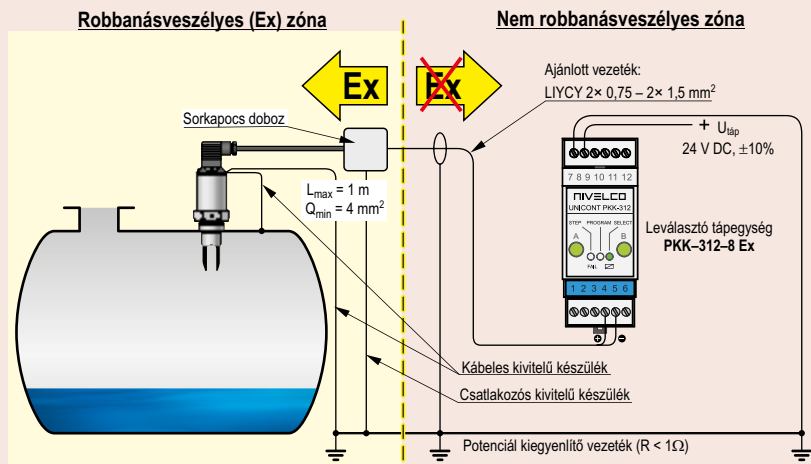 Robbanásveszélyes (Ex) zóna
Nem robbanásveszélyes zóna
Ex
Ex
Ajánlott vezeték:
LIYCY 2× 0,75 – 2× 1,5 mm²
Sorkapocs doboz
+ Utáp
24 V DC, ±10%
Lmax = 1 m
Qmin = 4 mm²
7 8 9 10 11 12
NIVELCO
UNICONT PKK-312
STEP PROGRAM SELECT
A
B
FAIL
Leválasztó tápegység
PKK–312–8 Ex
1 2 3 4 5 6
+ −
Kábeles kivitelű készülék
Csatlakozós kivitelű készülék
Potenciál kiegyenlítő vezeték (R < 1Ω)